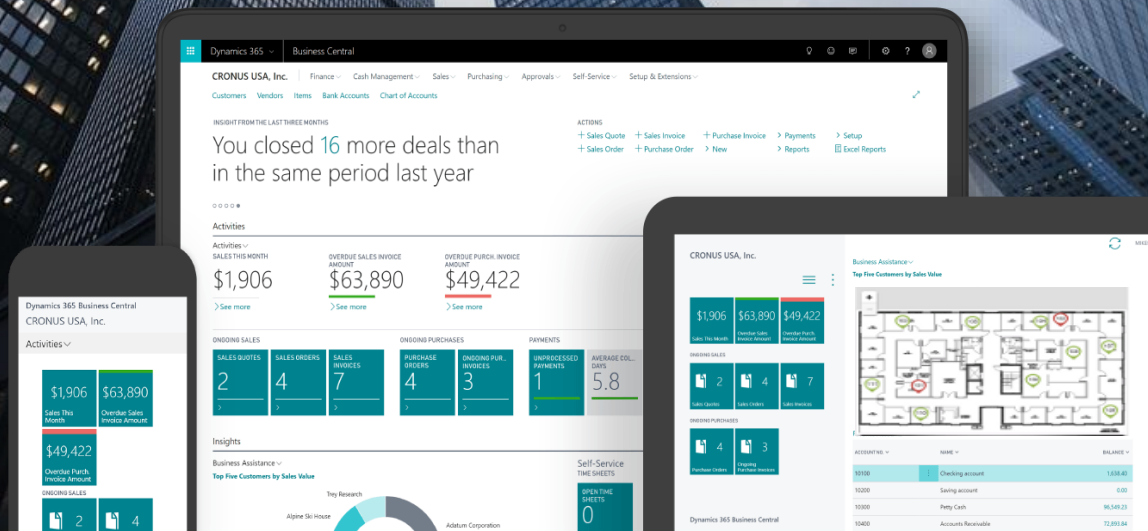 Dynamics 365
Business Central
CRONUS USA, Inc.
Finance
Cash Management
Sales
Purchasing
Approvals
Self-Service
Setup & Extensions
Customers
Vendors
Items
Bank Accounts
Chart of Accounts
INSIGHT FROM THE LAST THREE MONTHS
You closed 16 more deals than
in the same period last year
ACTIONS
+ Sales Quote
+ Sales Invoice
+ Purchase Invoice
> Payments
> Setup
+ Sales Order
+ Purchase Order
> New
> Reports
Excel Reports
Activities
Activities
SALES THIS MONTH
$1,906
>See more
OVERDUE SALES INVOICE
AMOUNT
$63,890
>See more
OVERDUE PURCH. INVOICE
AMOUNT
$49,422
>See more
ONGOING SALES
SALES QUOTES
2
SALES ORDERS
4
SALES
INVOICES
7
ONGOING PURCHASES
PURCHASE
ORDERS
4
ONGOING PUR...
INVOICES
3
PAYMENTS
UNPROCESSED
PAYMENTS
1
AVERAGE COL...
DAYS
5.8
Insights
Business Assistance
Top Five Customers by Sales Value
Trey Research
Alpine Ski House
Adatum Corporation
Self-Service
TIME SHEETS
OPEN TIME
SHEETS
0
Dynamics 365 Business Central
CRONUS USA, Inc.
Activities
$1,906
Sales This
Month
$63,890
Overdue Sales
Invoice Amount
$49,422
Overdue Purch.
Invoice Amount
ONGOING SALES
2
4
CRONUS USA, Inc.
$1,906
Sales This Month
$63,890
Overdue Sales
Invoice Amount
$49,422
Overdue Purch.
Invoice Amount
ONGOING SALES
2
Sales Quotes
4
Sales Orders
7
Sales Invoices
ONGOING PURCHASES
4
Purchase Orders
3
Ongoing
Purchase Invoices
Dynamics 365 Business Central
Business Assistance
Top Five Customers by Sales Value
ACCOUNT NO.
NAME
BALANCE
10100
Checking account
1,638.40
10200
Saving account
0.00
10300
Petty Cash
96,549.23
10400
Accounts Receivable
72,893.84